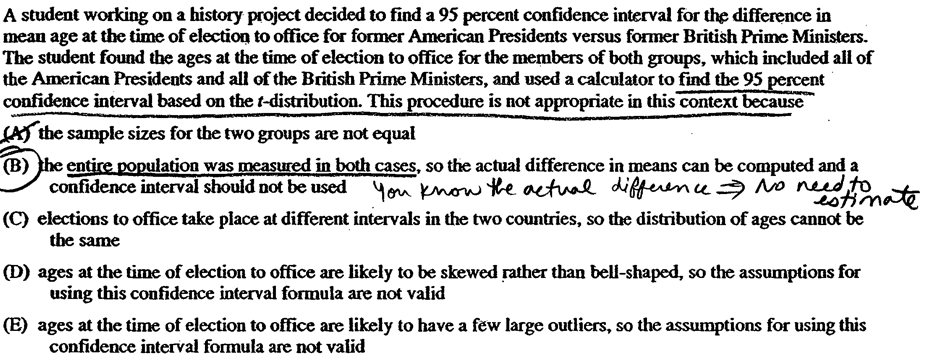 A student working on a history project decided to find a 95 percent confidence interval for the difference in
mean age at the time of election to office for former American Presidents versus former British Prime Ministers.
The student found the ages at the time of election to office for the members of both groups, which included all of
the American Presidents and all of the British Prime Ministers, and used a calculator to find the 95 percent
confidence interval based on the t-distribution. This procedure is not appropriate in this context because
(A) the sample sizes for the two groups are not equal
(B) the entire population was measured in both cases, so the actual difference in means can be computed and a
confidence interval should not be used You know the actual difference ⇒ No need to
estimate
(C) elections to office take place at different intervals in the two countries, so the distribution of ages cannot be
the same
(D) ages at the time of election to office are likely to be skewed rather than bell-shaped, so the assumptions for
using this confidence interval formula are not valid
(E) ages at the time of election to office are likely to have a few large outliers, so the assumptions for using this
confidence interval formula are not valid